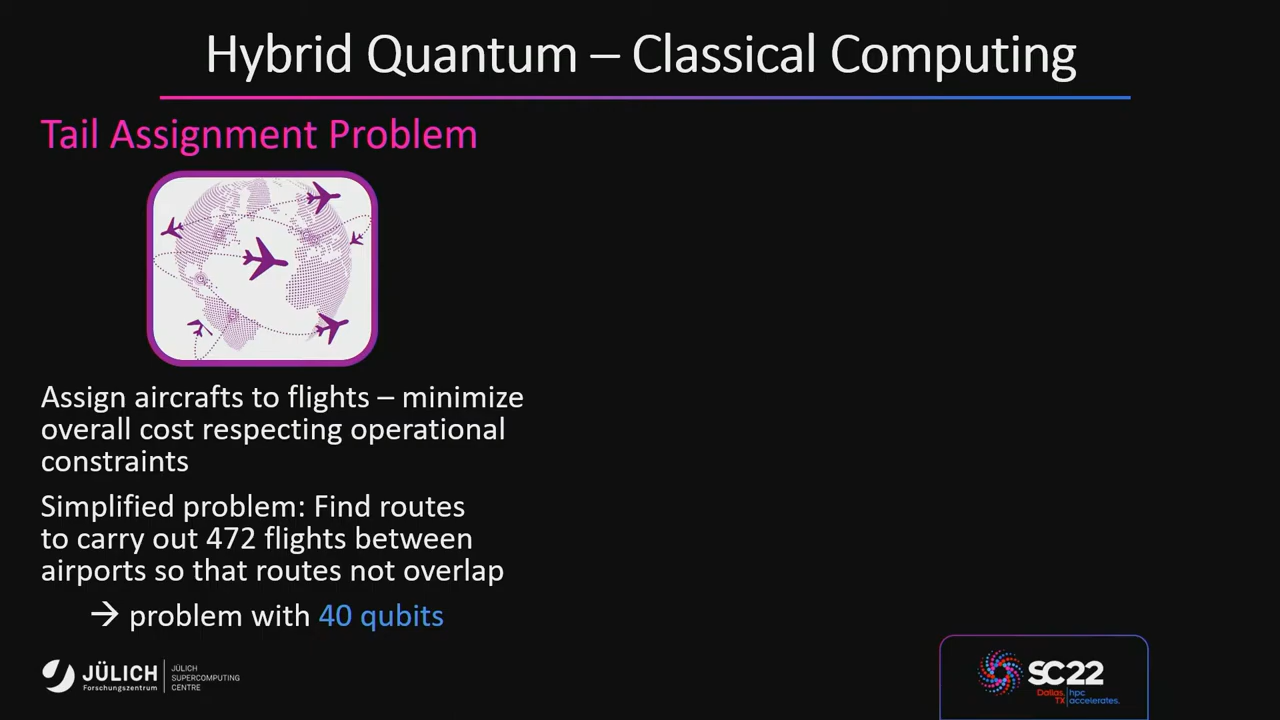 Hybrid Quantum – Classical Computing
Tail Assignment Problem
Assign aircrafts to flights – minimize
overall cost respecting operational
constraints
Simplified problem: Find routes
to carry out 472 flights between
airports so that routes not overlap
→ problem with 40 qubits
JÜLICH
Forschungszentrum
JÜLICH
SUPERCOMPUTING
CENTRE
SC22
Dallas,
TX
hpc
accelerates.